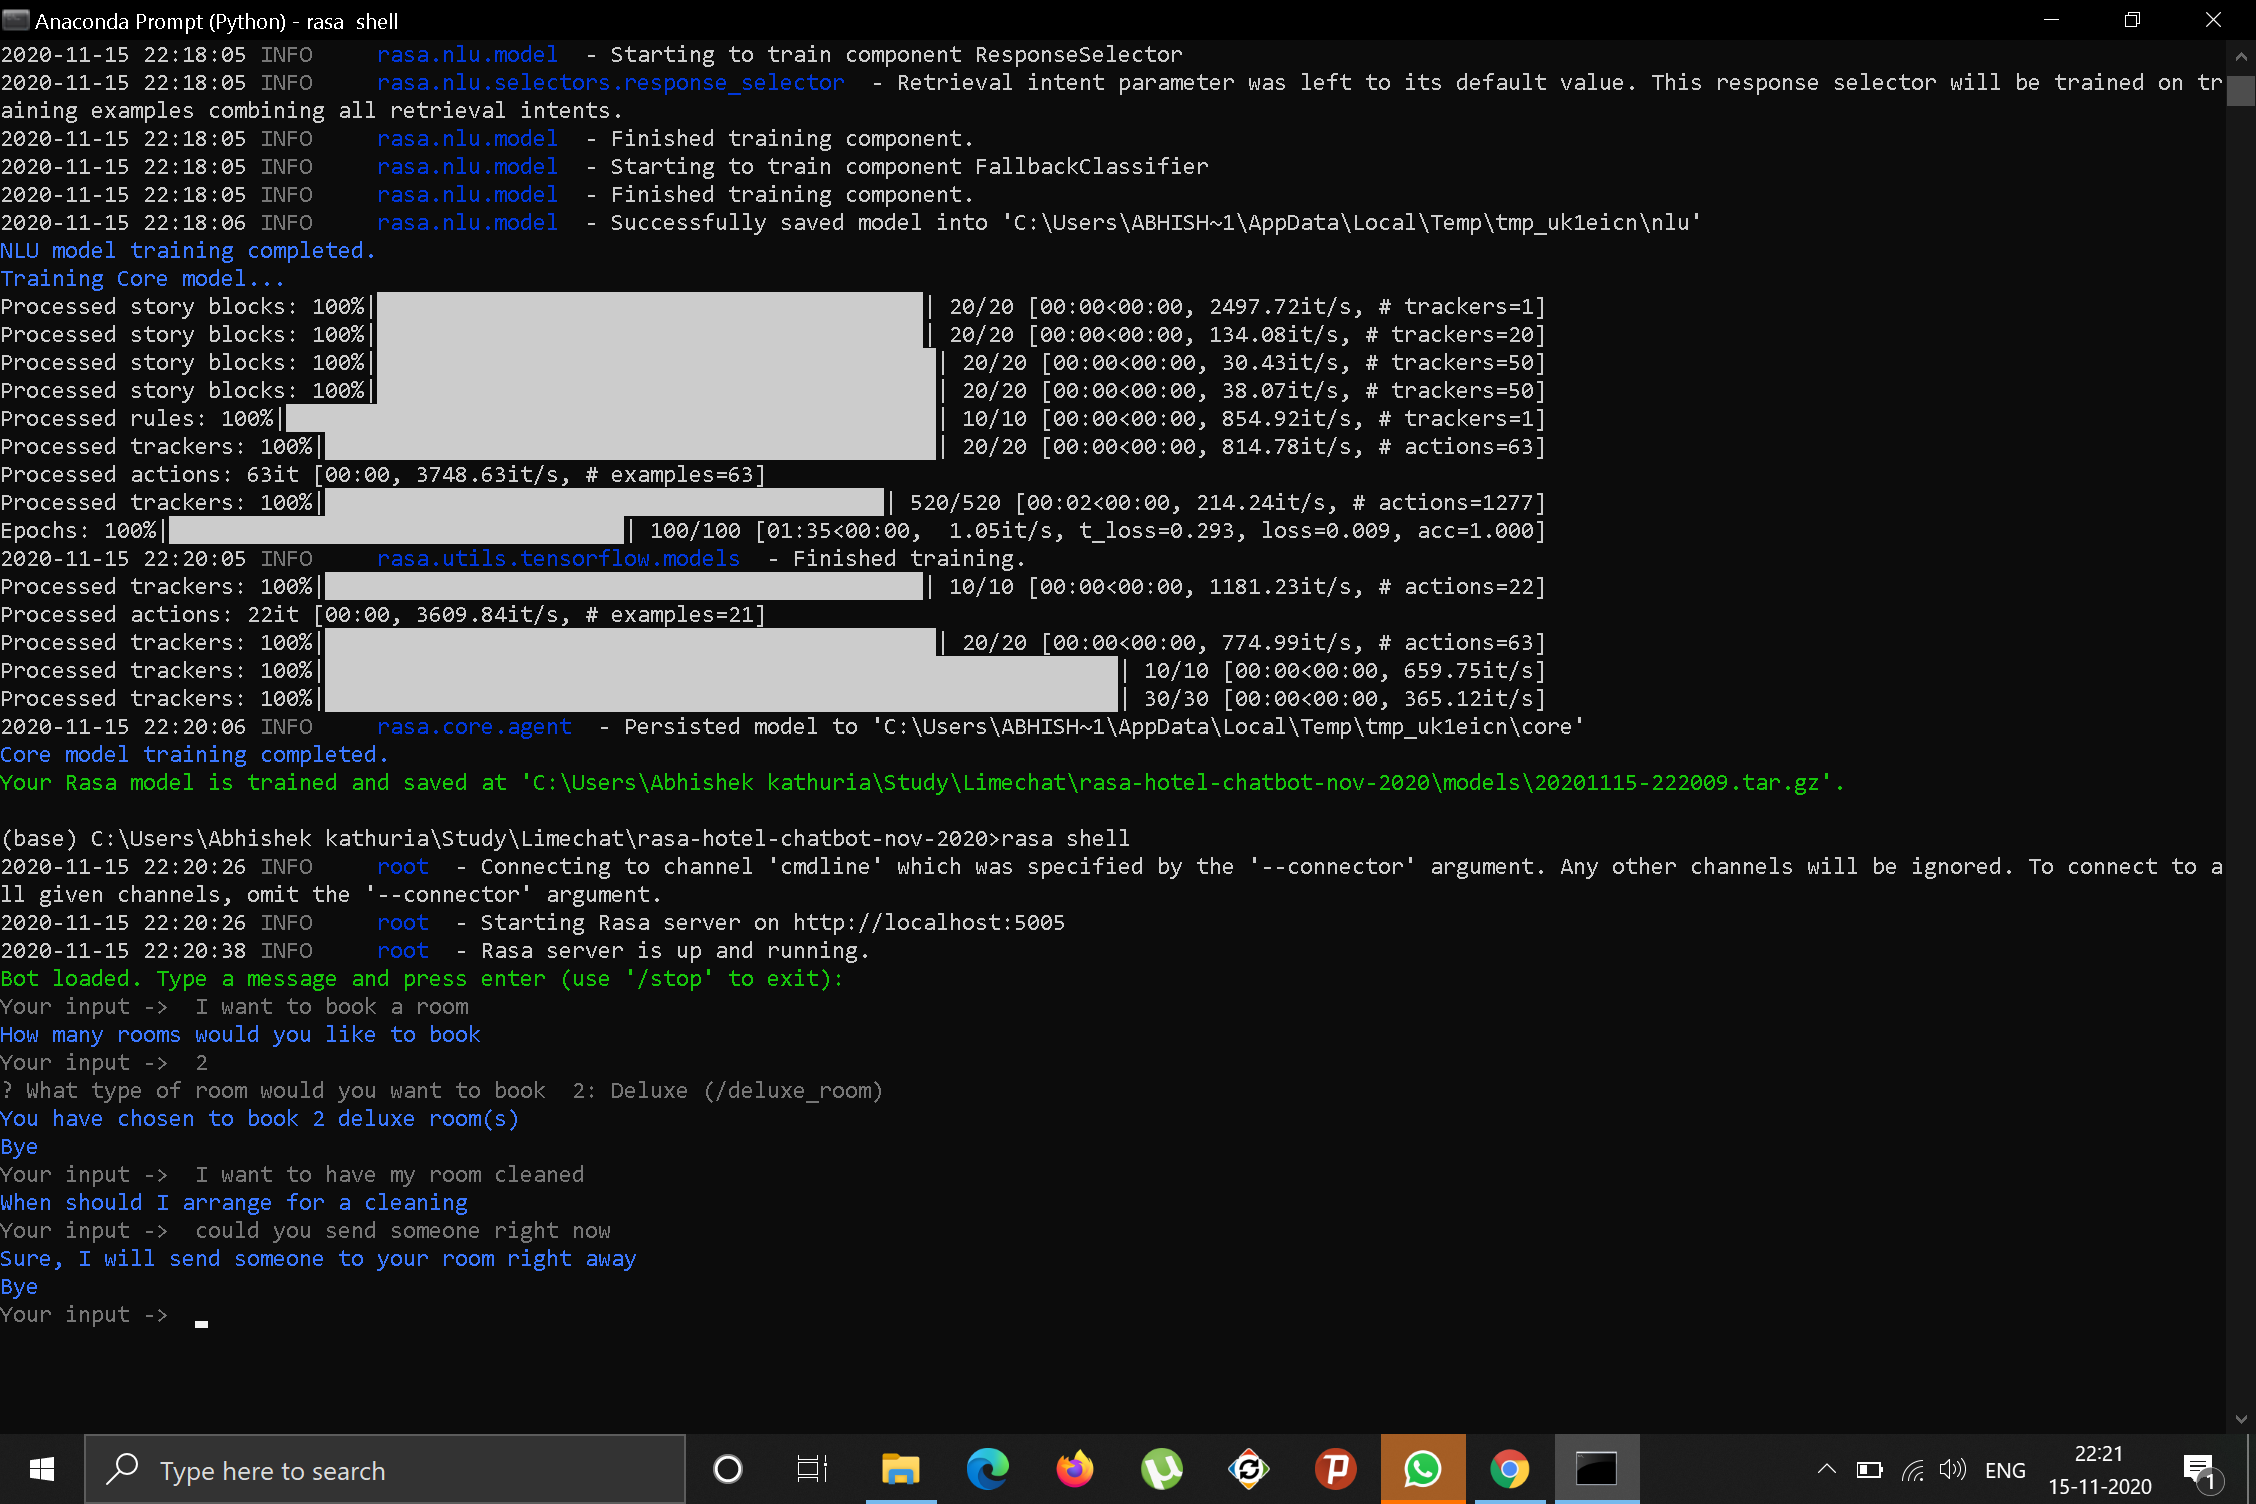 Anaconda Prompt (Python) - rasa  shell
2020-11-15 22:18:05 INFO     rasa.nlu.model  - Starting to train component ResponseSelector
2020-11-15 22:18:05 INFO     rasa.nlu.selectors.response_selector  - Retrieval intent parameter was left to its default value. This response selector will be trained on tr
aining examples combining all retrieval intents.
2020-11-15 22:18:05 INFO     rasa.nlu.model  - Finished training component.
2020-11-15 22:18:05 INFO     rasa.nlu.model  - Starting to train component FallbackClassifier
2020-11-15 22:18:05 INFO     rasa.nlu.model  - Finished training component.
2020-11-15 22:18:06 INFO     rasa.nlu.model  - Successfully saved model into 'C:\Users\ABHISH~1\AppData\Local\Temp\tmp_uk1eicn\nlu'
NLU model training completed.
Training Core model...
Processed story blocks: 100%| | 20/20 [00:00<00:00, 2497.72it/s, # trackers=1]
Processed story blocks: 100%| | 20/20 [00:00<00:00, 134.08it/s, # trackers=20]
Processed story blocks: 100%| | 20/20 [00:00<00:00, 30.43it/s, # trackers=50]
Processed story blocks: 100%| | 20/20 [00:00<00:00, 38.07it/s, # trackers=50]
Processed rules: 100%| | 10/10 [00:00<00:00, 854.92it/s, # trackers=1]
Processed trackers: 100%| | 20/20 [00:00<00:00, 814.78it/s, # actions=63]
Processed actions: 63it [00:00, 3748.63it/s, # examples=63]
Processed trackers: 100%| | 520/520 [00:02<00:00, 214.24it/s, # actions=1277]
Epochs: 100%| | 100/100 [01:35<00:00,  1.05it/s, t_loss=0.293, loss=0.009, acc=1.000]
2020-11-15 22:20:05 INFO     rasa.utils.tensorflow.models  - Finished training.
Processed trackers: 100%| | 10/10 [00:00<00:00, 1181.23it/s, # actions=22]
Processed actions: 22it [00:00, 3609.84it/s, # examples=21]
Processed trackers: 100%| | 20/20 [00:00<00:00, 774.99it/s, # actions=63]
Processed trackers: 100%| | 10/10 [00:00<00:00, 659.75it/s]
Processed trackers: 100%| | 30/30 [00:00<00:00, 365.12it/s]
2020-11-15 22:20:06 INFO     rasa.core.agent  - Persisted model to 'C:\Users\ABHISH~1\AppData\Local\Temp\tmp_uk1eicn\core'
Core model training completed.
Your Rasa model is trained and saved at 'C:\Users\Abhishek kathuria\Study\Limechat\rasa-hotel-chatbot-nov-2020\models\20201115-222009.tar.gz'.
(base) C:\Users\Abhishek kathuria\Study\Limechat\rasa-hotel-chatbot-nov-2020>rasa shell
2020-11-15 22:20:26 INFO     root  - Connecting to channel 'cmdline' which was specified by the '--connector' argument. Any other channels will be ignored. To connect to a
ll given channels, omit the '--connector' argument.
2020-11-15 22:20:26 INFO     root  - Starting Rasa server on http://localhost:5005
2020-11-15 22:20:38 INFO     root  - Rasa server is up and running.
Bot loaded. Type a message and press enter (use '/stop' to exit):
Your input ->  I want to book a room
How many rooms would you like to book
Your input ->  2
? What type of room would you want to book  2: Deluxe (/deluxe_room)
You have chosen to book 2 deluxe room(s)
Bye
Your input ->  I want to have my room cleaned
When should I arrange for a cleaning
Your input ->  could you send someone right now
Sure, I will send someone to your room right away
Bye
Your input ->
Type here to search
ENG
22:21
15-11-2020
1